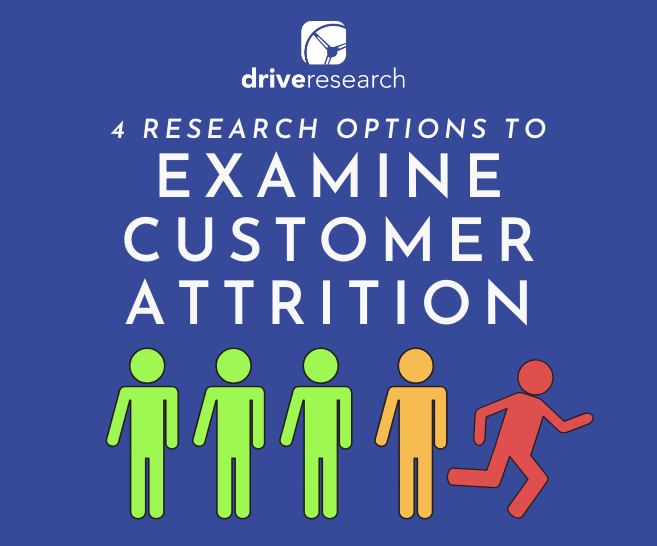 driveresearch
4 RESEARCH OPTIONS TO
EXAMINE
CUSTOMER
ATTRITION